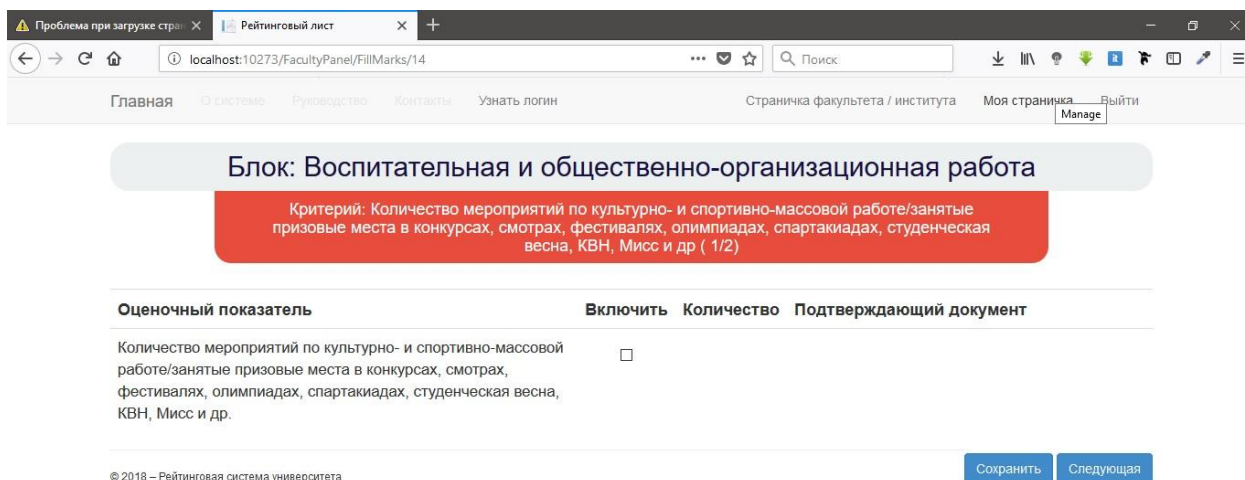 Проблема при загрузке стран
Рейтинговый лист
localhost:10273/FacultyPanel/FillMarks/14
Поиск
Главная О системе Руководство Контакты Узнать логин Страничка факультета / института Моя страничка Выйти
Manage
Блок: Воспитательная и общественно-организационная работа
Критерий: Количество мероприятий по культурно- и спортивно-массовой работе/занятые
призовые места в конкурсах, смотрах, фестивалях, олимпиадах, спартакиадах, студенческая
весна, КВН, Мисс и др ( 1/2)
Оценочный показатель Включить Количество Подтверждающий документ
Количество мероприятий по культурно- и спортивно-массовой
работе/занятые призовые места в конкурсах, смотрах,
фестивалях, олимпиадах, спартакиадах, студенческая весна,
КВН, Мисс и др.
Сохранить Следующая
© 2018 – Рейтинговая система университета